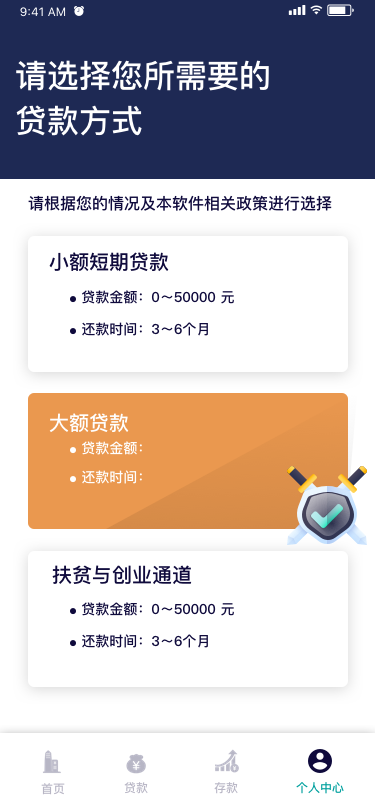 9:41 AM
请选择您所需要的
贷款方式
请根据您的情况及本软件相关政策进行选择
小额短期贷款
贷款金额：0～50000 元
还款时间：3～6个月
大额贷款
贷款金额：
还款时间：
扶贫与创业通道
贷款金额：0～50000 元
还款时间：3～6个月
首页 贷款 存款 个人中心